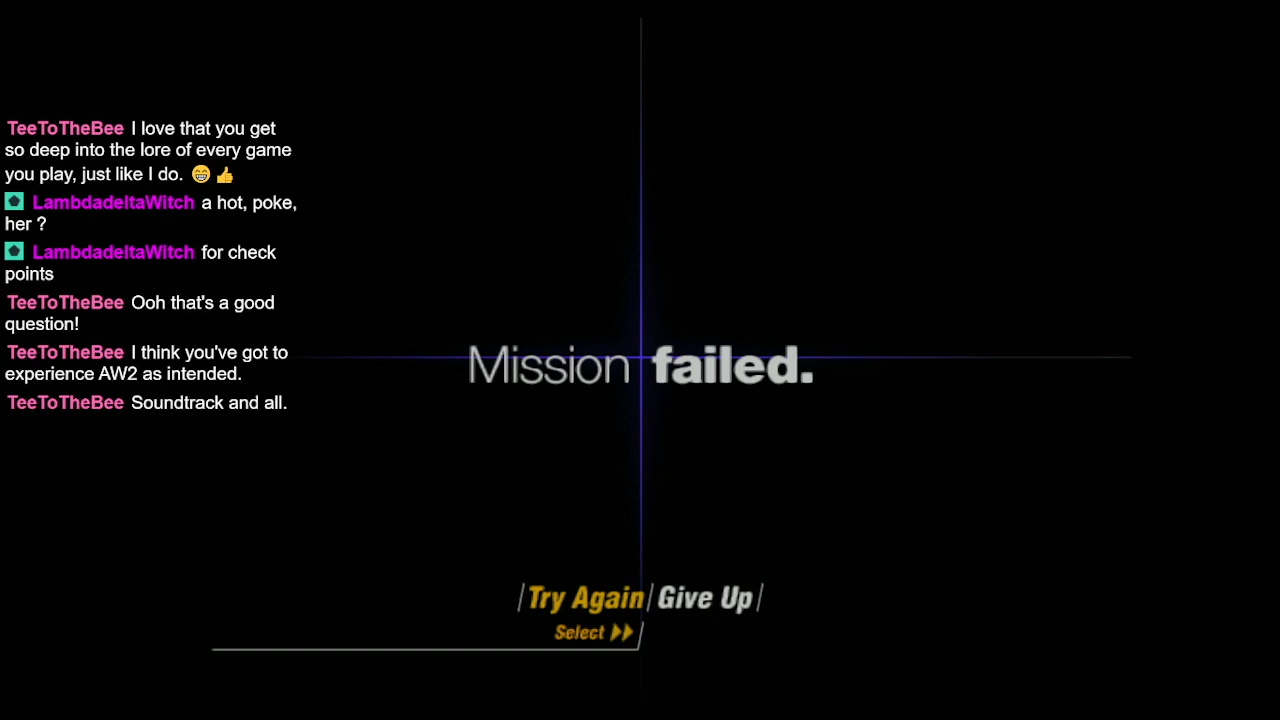 TeeToTheBee I love that you get
so deep into the lore of every game
you play, just like I do. 😁👍
LambdadeltaWitch a hot, poke,
her ?
LambdadeltaWitch for check
points
TeeToTheBee Ooh that's a good
question!
TeeToTheBee I think you've got to
experience AW2 as intended.
TeeToTheBee Soundtrack and all.
Mission failed.
Try Again Give Up
Select